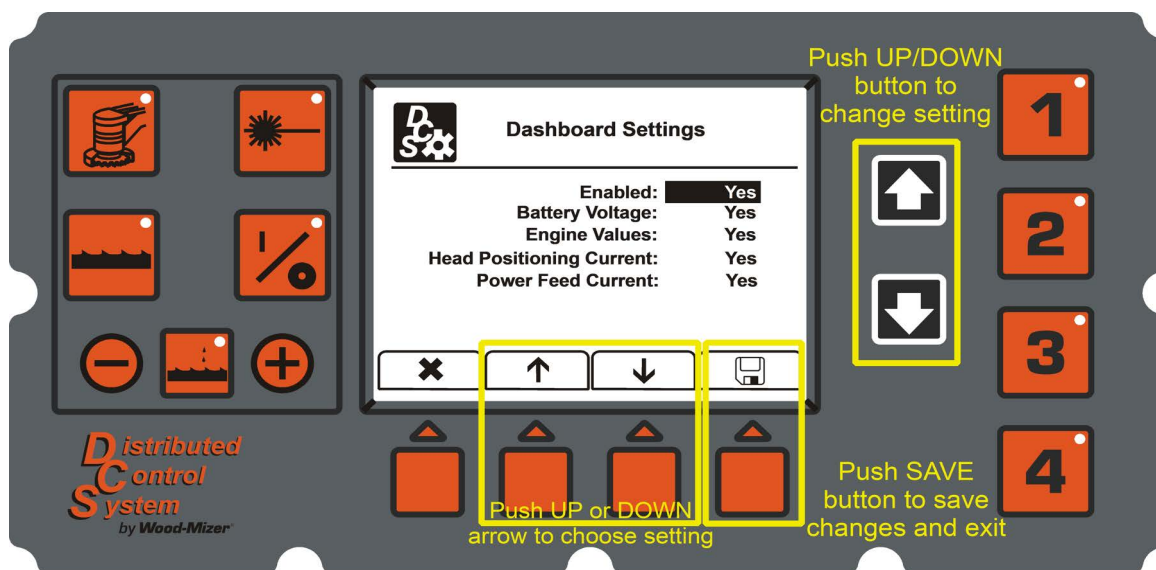 Push UP/DOWN
button to
change setting
DCS
Dashboard Settings
Enabled: Yes
Battery Voltage: Yes
Engine Values: Yes
Head Positioning Current: Yes
Power Feed Current: Yes
1
2
3
4
Distributed
Control
System
by Wood-Mizer
Push UP or DOWN
arrow to choose setting
Push SAVE
button to save
changes and exit